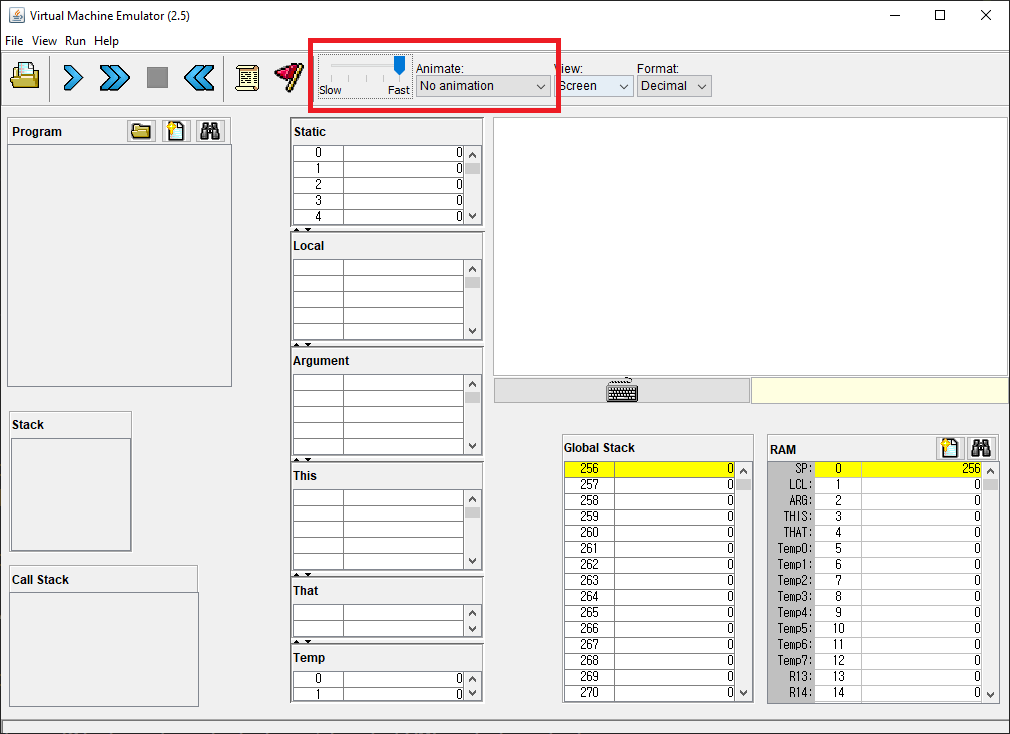 Virtual Machine Emulator (2.5)
File View Run Help
Slow Fast
Animate:
No animation
View:
Screen
Format:
Decimal
Program
Static
0 0
1 0
2 0
3 0
4 0
Local
Argument
Stack
This
Call Stack
That
Temp
0 0
1 0
Global Stack
256 0
257 0
258 0
259 0
260 0
261 0
262 0
263 0
264 0
265 0
266 0
267 0
268 0
269 0
270 0
RAM
SP: 0 256
LCL: 1 0
ARG: 2 0
THIS: 3 0
THAT: 4 0
Temp0: 5 0
Temp1: 6 0
Temp2: 7 0
Temp3: 8 0
Temp4: 9 0
Temp5: 10 0
Temp6: 11 0
Temp7: 12 0
R13: 13 0
R14: 14 0